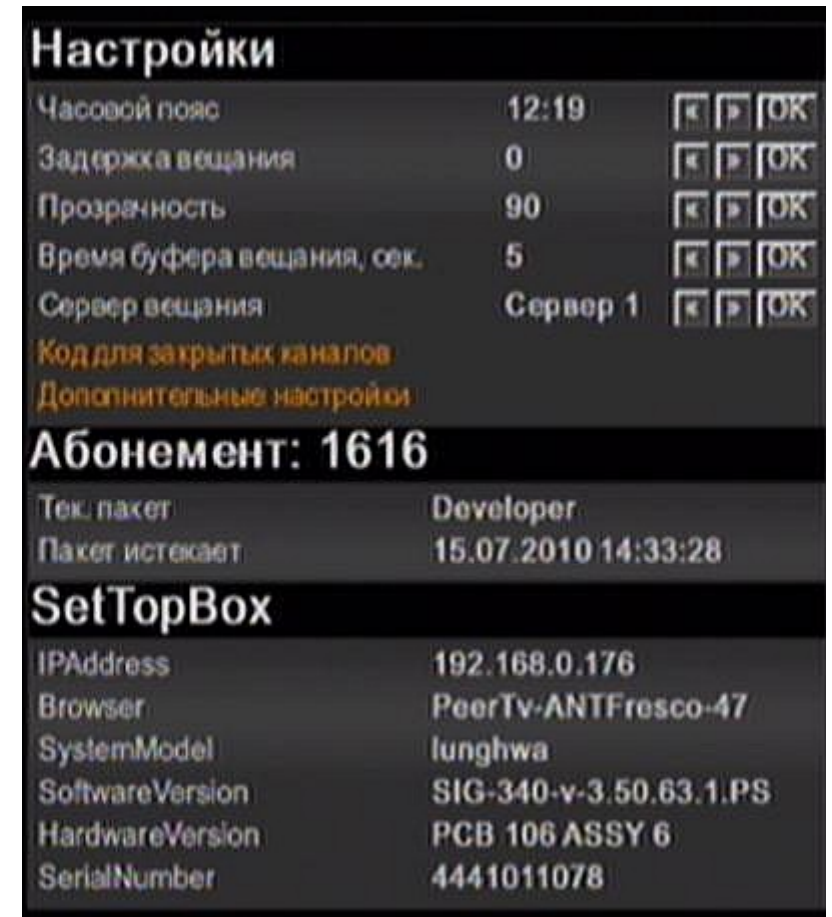 Настройки
Часовой пояс 12:19 « » OK
Задержка вещания 0 « » OK
Прозрачность 90 « » OK
Время буфера вещания, сек. 5 « » OK
Сервер вещания Сервер 1 « » OK
Код для закрытых каналов
Дополнительные настройки
Абонемент: 1616
Тек. пакет Developer
Пакет истекает 15.07.2010 14:33:28
SetTopBox
IPAddress 192.168.0.176
Browser PeerTv-ANTFresco-47
SystemModel lunghwa
SoftwareVersion SIG-340-v-3.50.63.1.PS
HardwareVersion PCB 106 ASSY 6
SerialNumber 4441011078